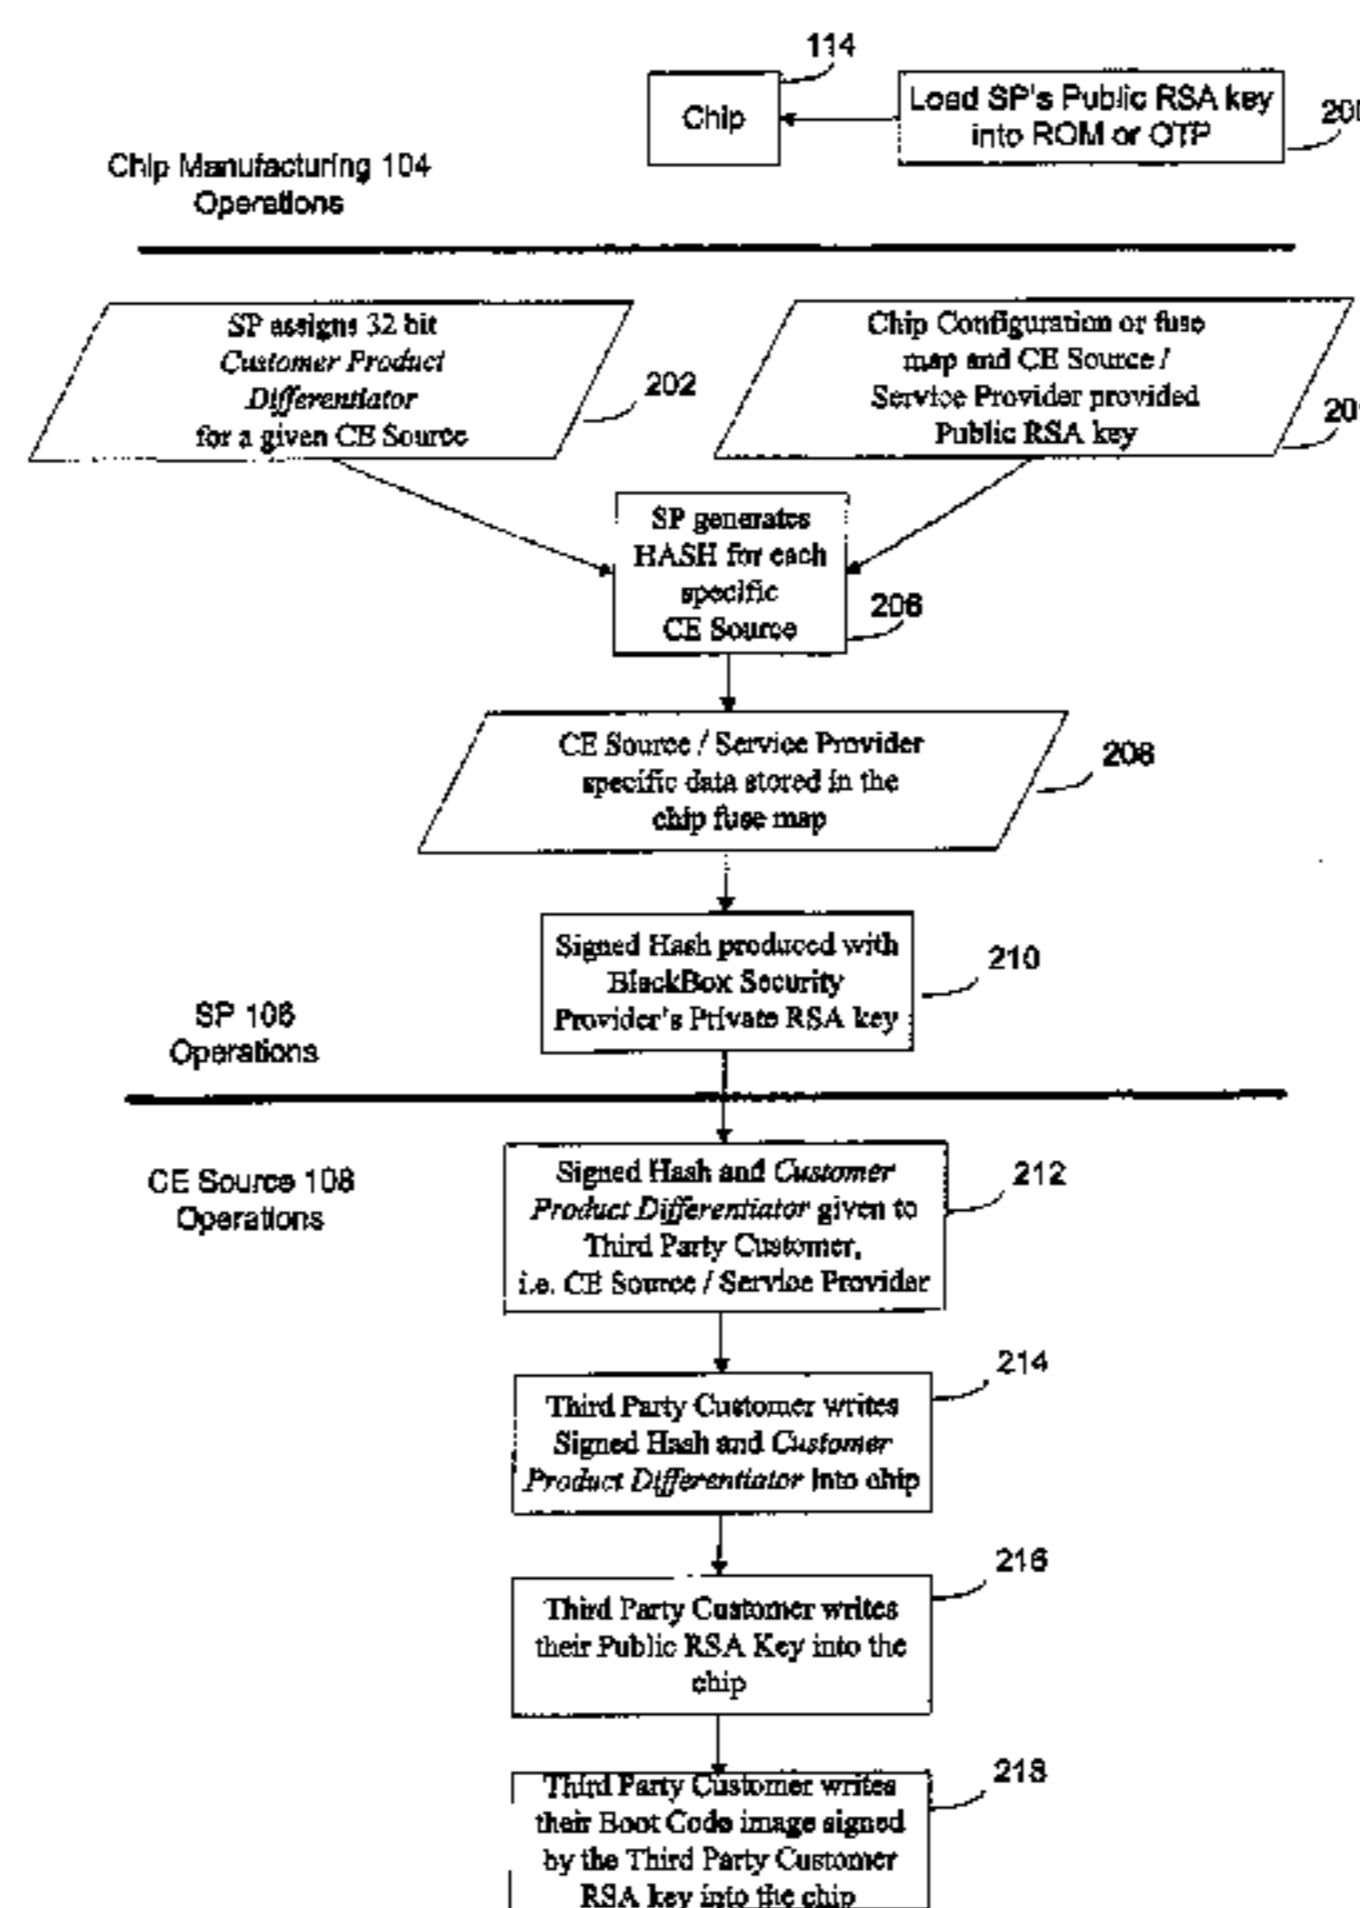 114
Chip
Load SP's Public RSA key
into ROM or OTP
Chip Manufacturing 104
Operations
SP assigns 32 bit
Customer Product
Differentiator
for a given CE Source
202
Chip Configuration or fuse
map and CE Source /
Service Provider provided
Public RSA key
SP generates
HASH for each
specific
CE Source
206
CE Source / Service Provider
specific data stored in the
chip fuse map
208
Signed Hash produced with
BlackBox Security
Provider's Private RSA key
210
SP 106
Operations
CE Source 108
Operations
Signed Hash and Customer
Product Differentiator given to
Third Party Customer,
i.e. CE Source / Service Provider
212
Third Party Customer writes
Signed Hash and Customer
Product Differentiator into chip
214
Third Party Customer writes
their Public RSA Key into the
chip
216
Third Party Customer writes
their Boot Code image signed
by the Third Party Customer
RSA key into the chip
218